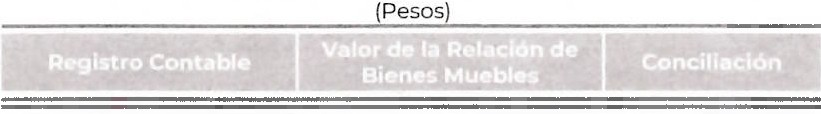 (Pesos)
Registro Contable
Valor de la Relación de
Bienes Muebles
Conciliación